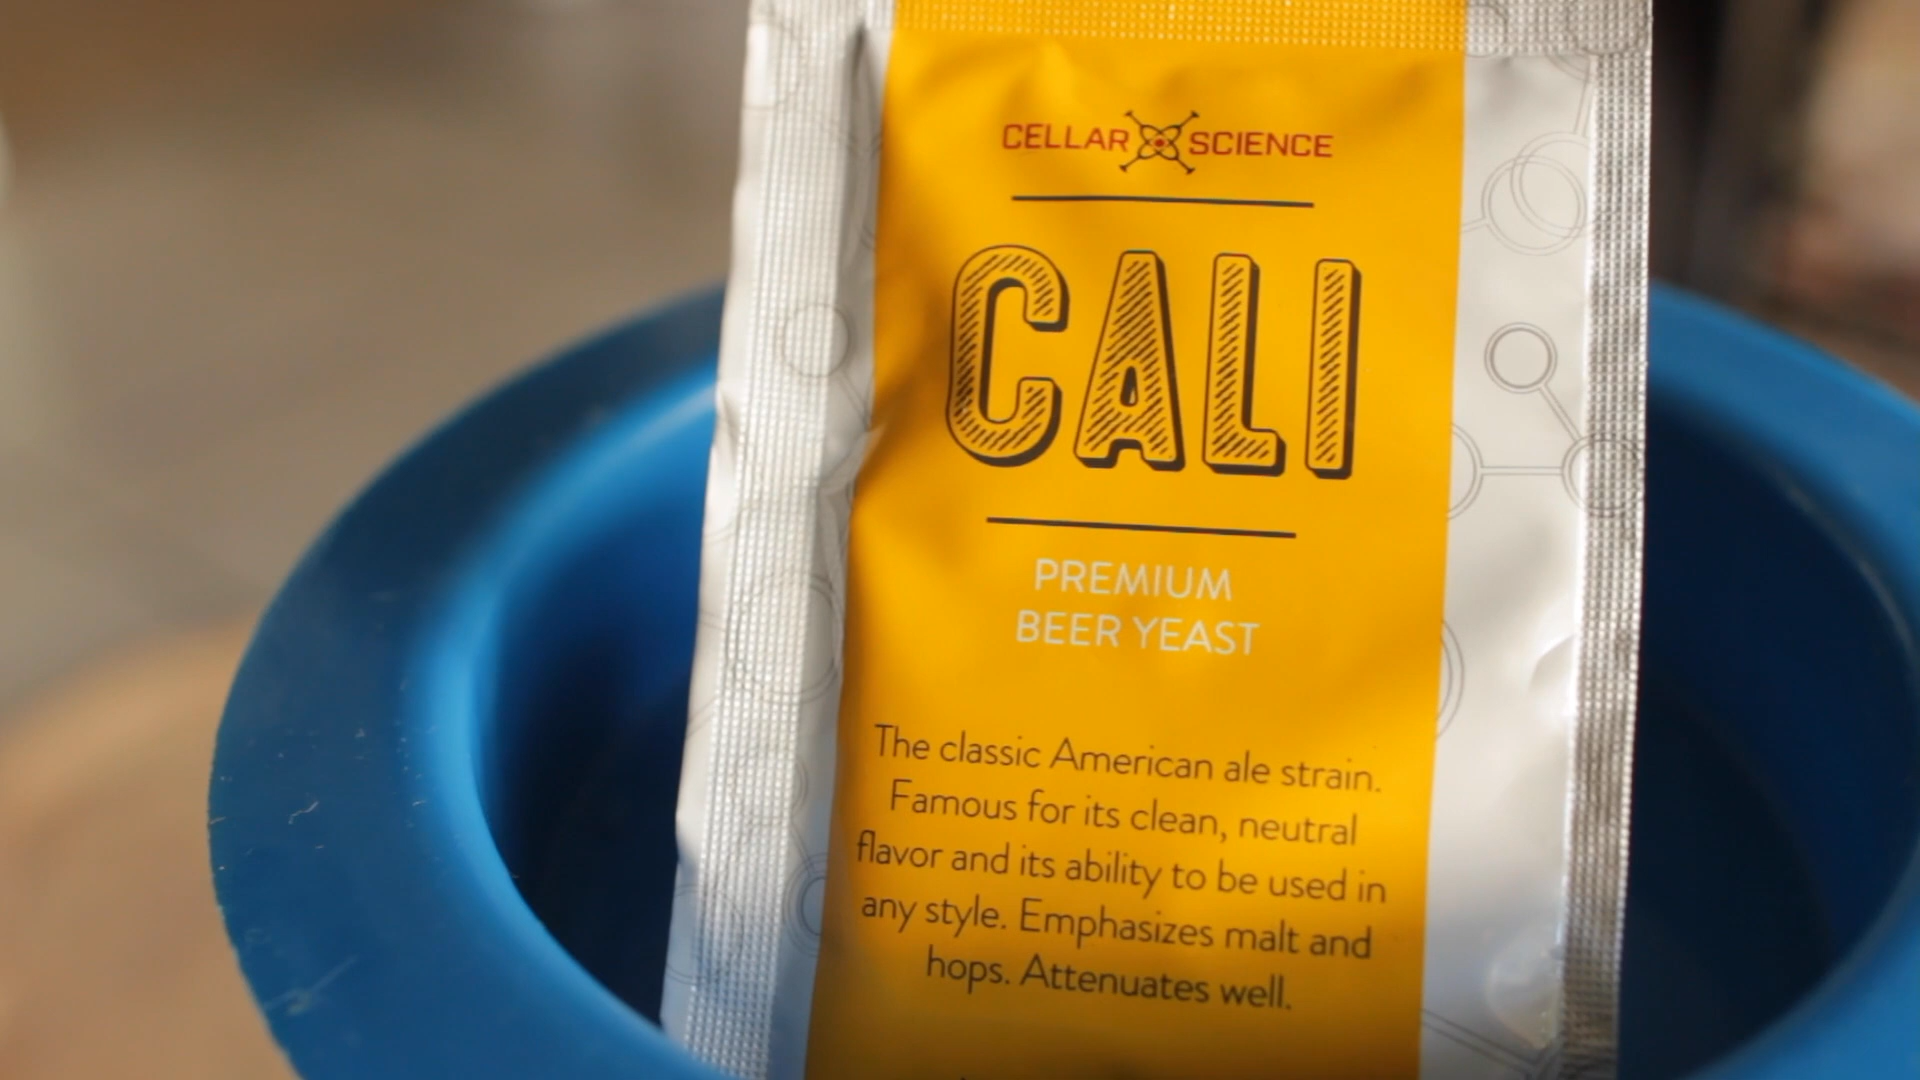 CELLAR SCIENCE
CALI
PREMIUM
BEER YEAST
The classic American ale strain.
Famous for its clean, neutral
flavor and its ability to be used in
any style. Emphasizes malt and
hops. Attenuates well.